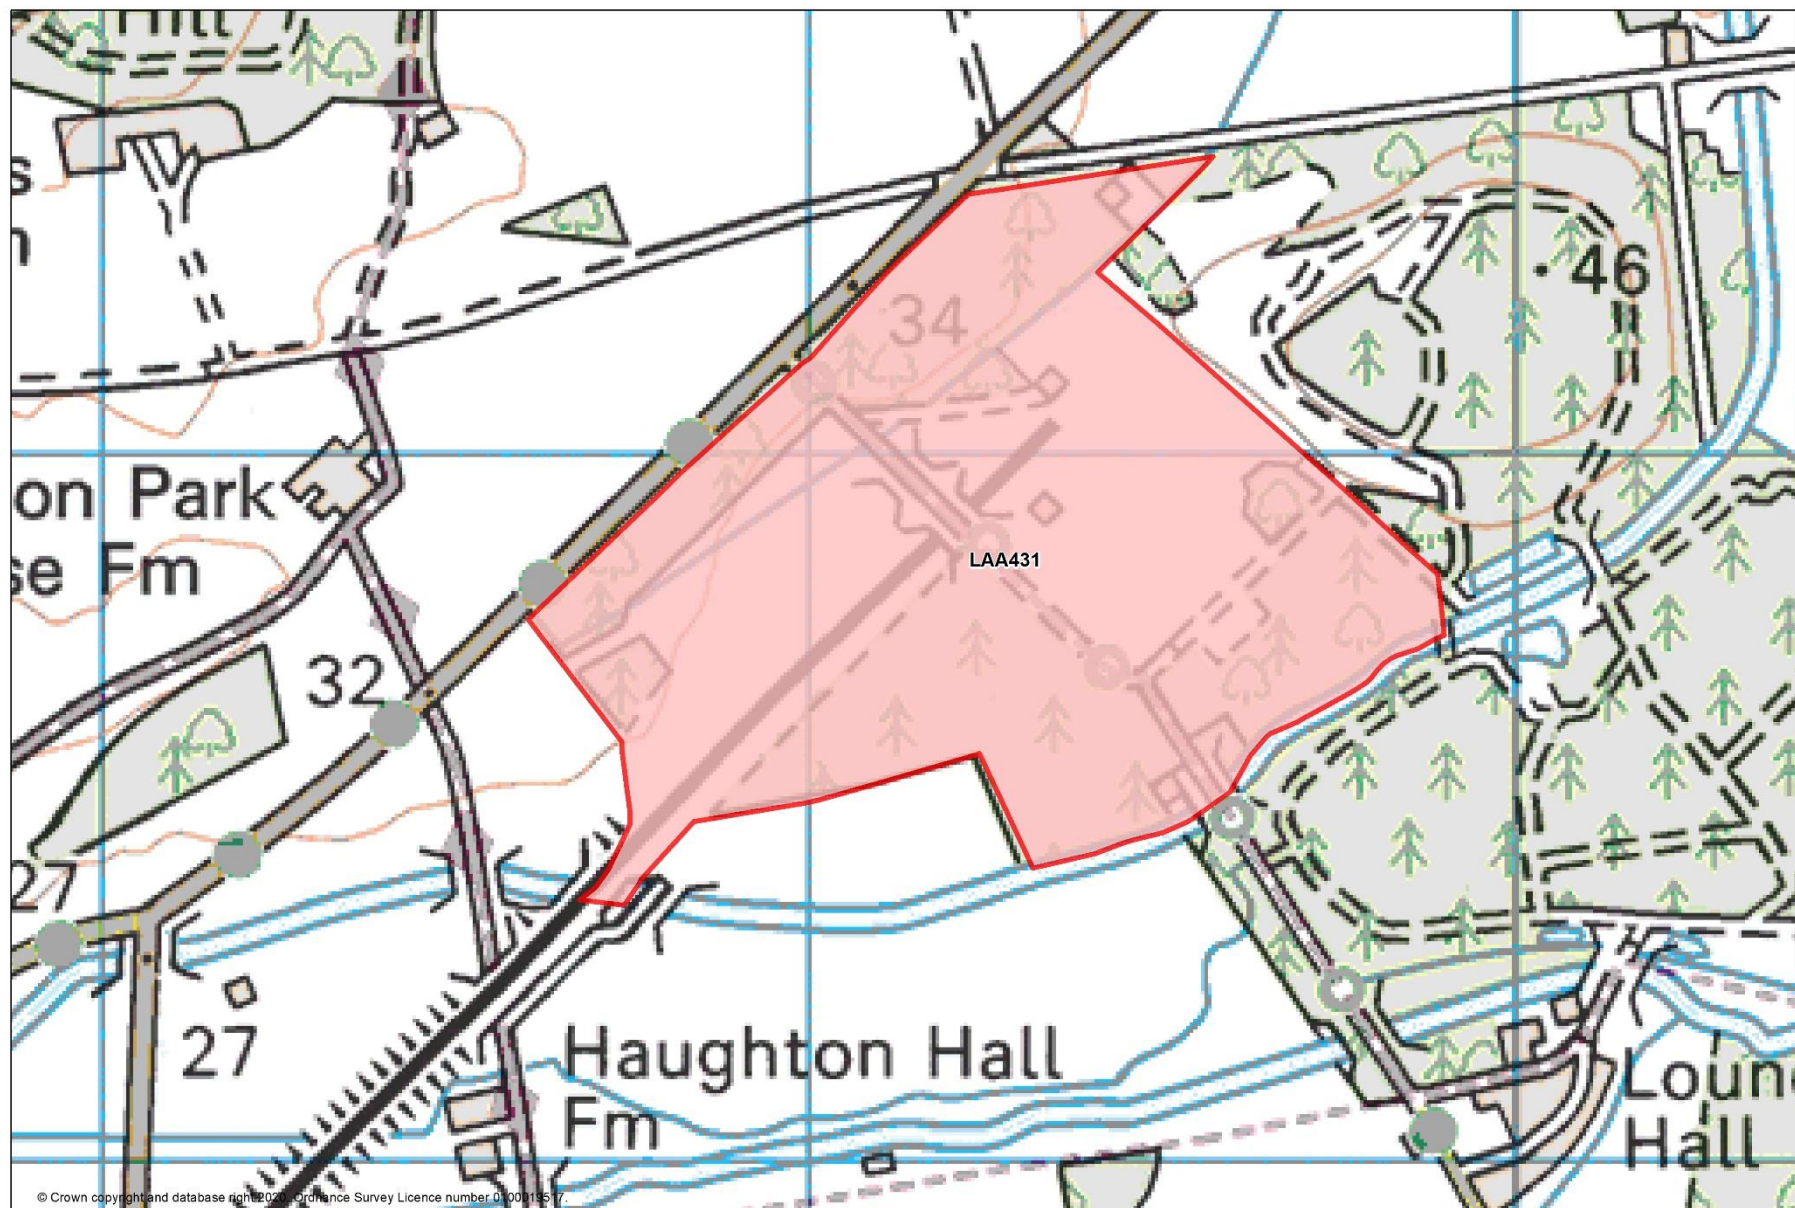 Hill
s
n
46
34
on Park
se Fm
LAA431
32
27
27
Haughton Hall
Fm
Loun
Hall
© Crown copyright and database right 2020. Ordnance Survey Licence number 0100019517.